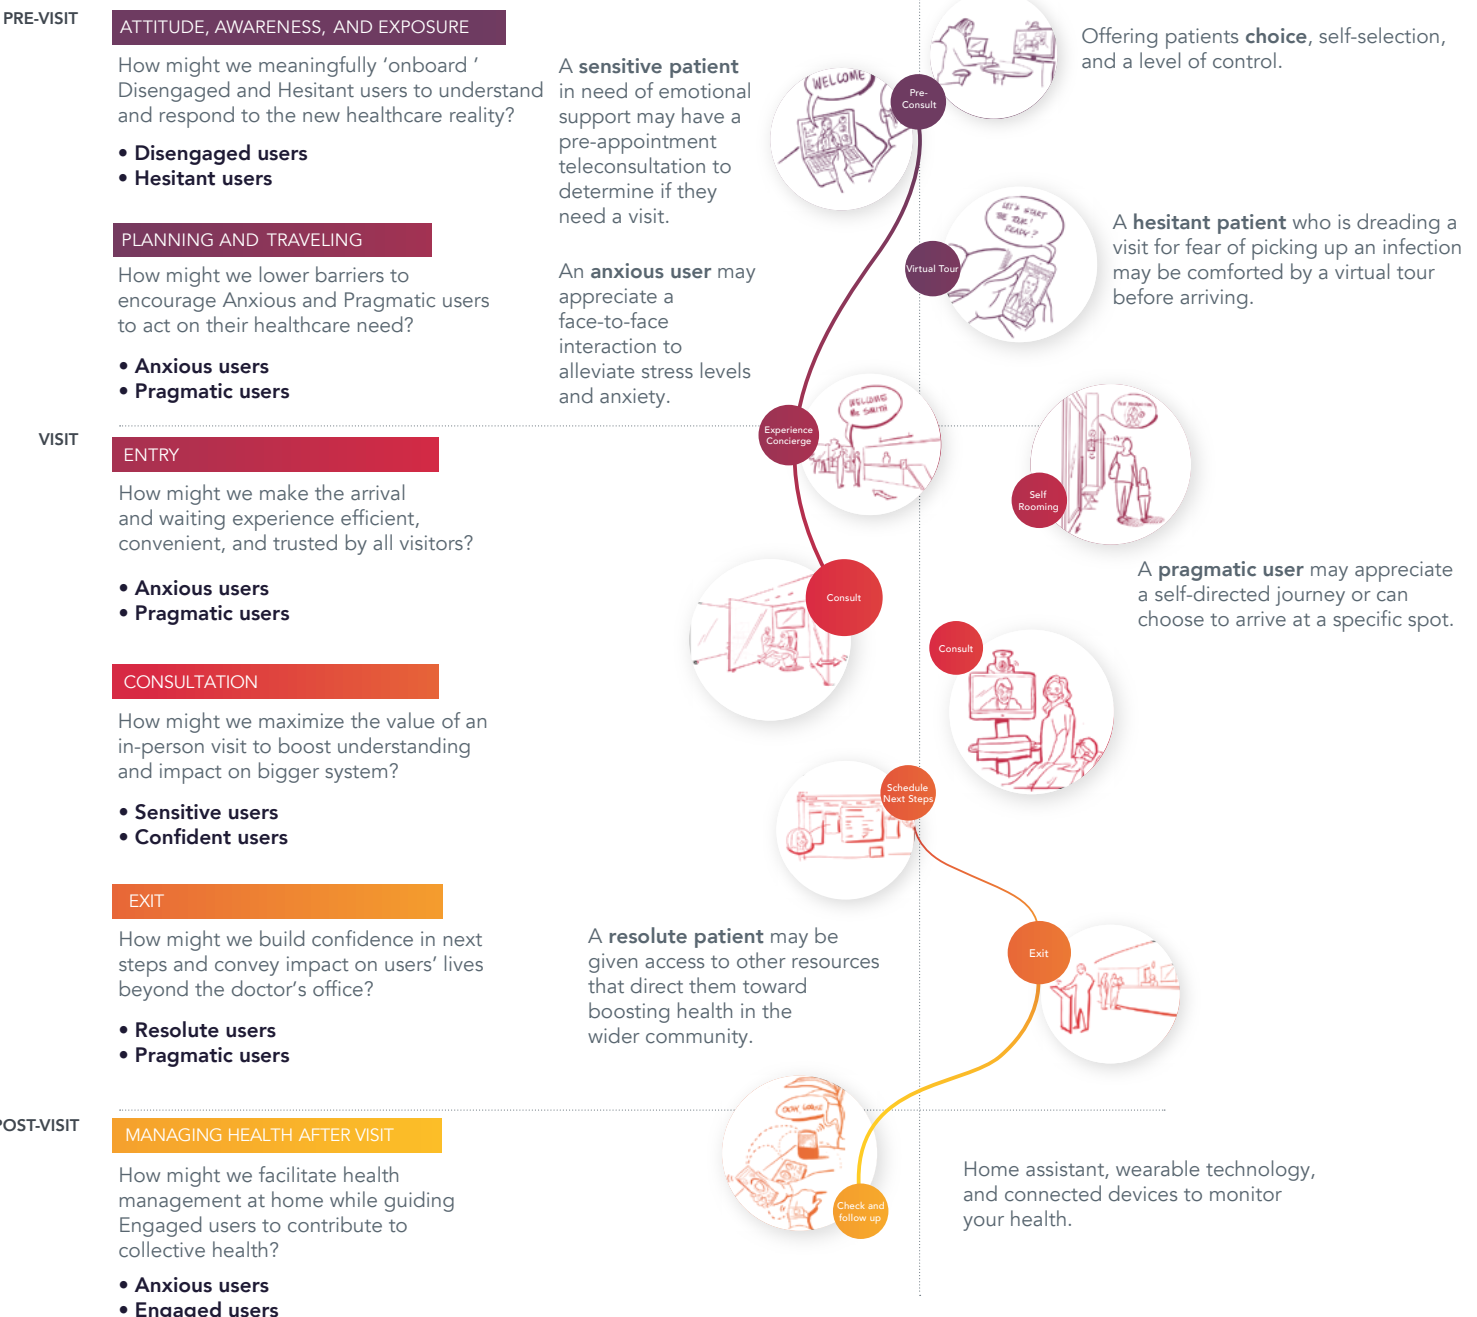 PRE-VISIT
ATTITUDE, AWARENESS, AND EXPOSURE
How might we meaningfully ‘onboard ’
Disengaged and Hesitant users to understand
and respond to the new healthcare reality?
• Disengaged users
• Hesitant users
A sensitive patient
in need of emotional
support may have a
pre-appointment
teleconsultation to
determine if they
need a visit.
WELCOME
Pre-
Consult
Offering patients choice, self-selection,
and a level of control.
PLANNING AND TRAVELING
How might we lower barriers to
encourage Anxious and Pragmatic users
to act on their healthcare need?
• Anxious users
• Pragmatic users
An anxious user may
appreciate a
face-to-face
interaction to
alleviate stress levels
and anxiety.
LET'S START
THE TOUR!
READY?
Virtual Tour
A hesitant patient who is dreading a
visit for fear of picking up an infection
may be comforted by a virtual tour
before arriving.
VISIT
ENTRY
How might we make the arrival
and waiting experience efficient,
convenient, and trusted by all visitors?
• Anxious users
• Pragmatic users
Experience
Concierge
WELCOME
Mr SMITH
Self
Rooming
A pragmatic user may appreciate
a self-directed journey or can
choose to arrive at a specific spot.
Consult
Consult
CONSULTATION
How might we maximize the value of an
in-person visit to boost understanding
and impact on bigger system?
• Sensitive users
• Confident users
Schedule
Next Steps
EXIT
How might we build confidence in next
steps and convey impact on users’ lives
beyond the doctor’s office?
• Resolute users
• Pragmatic users
A resolute patient may be
given access to other resources
that direct them toward
boosting health in the
wider community.
Exit
POST-VISIT
MANAGING HEALTH AFTER VISIT
How might we facilitate health
management at home while guiding
Engaged users to contribute to
collective health?
• Anxious users
• Engaged users
Check and
follow up
Home assistant, wearable technology,
and connected devices to monitor
your health.